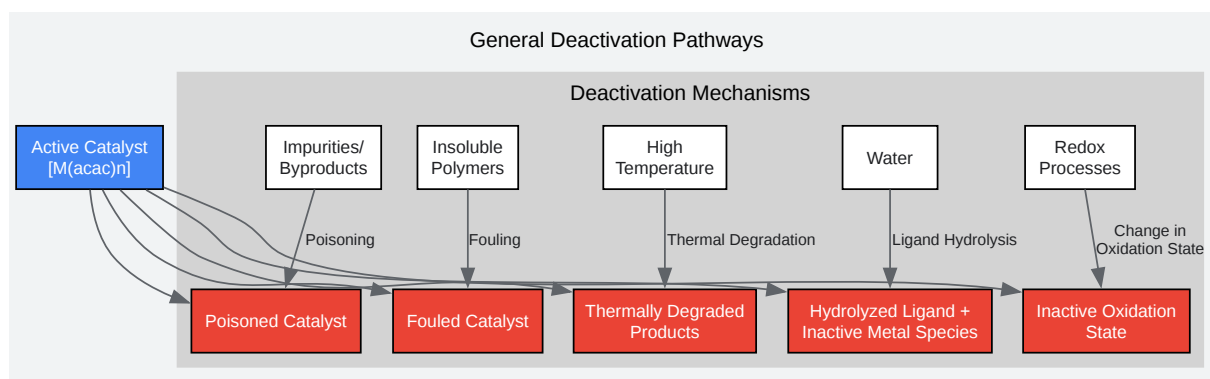 General Deactivation Pathways
Deactivation Mechanisms
Active Catalyst
[M(acac)n]
Impurities/
Byproducts
Insoluble
Polymers
High
Temperature
Water
Redox
Processes
Poisoning
Fouling
Thermal Degradation
Ligand Hydrolysis
Change in
Oxidation State
Poisoned Catalyst
Fouled Catalyst
Thermally Degraded
Products
Hydrolyzed Ligand +
Inactive Metal Species
Inactive Oxidation
State